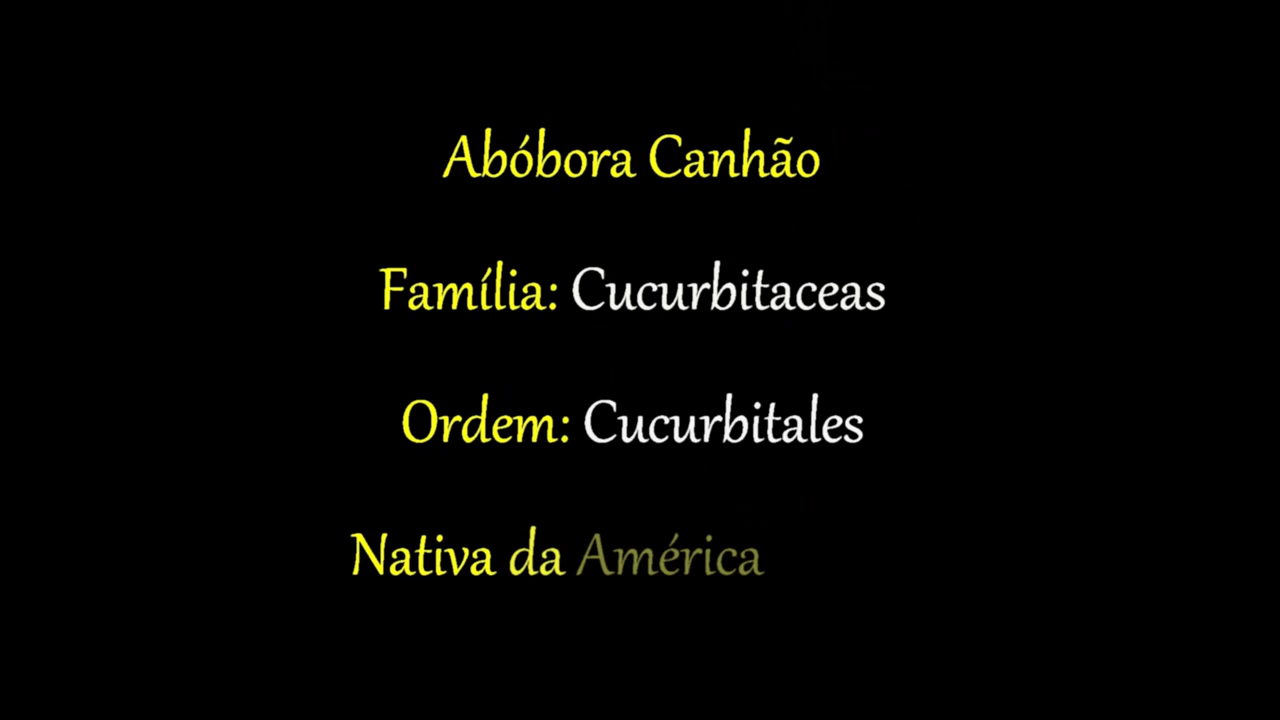 Abóbora Canhão
Família: Cucurbitaceas
Ordem: Cucurbitales
Nativa da América